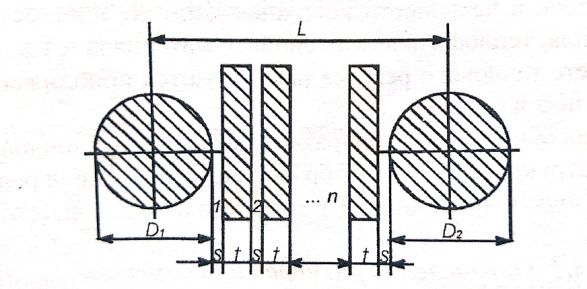 L
1 2 ... n
D₁ D₂
s t s t t s